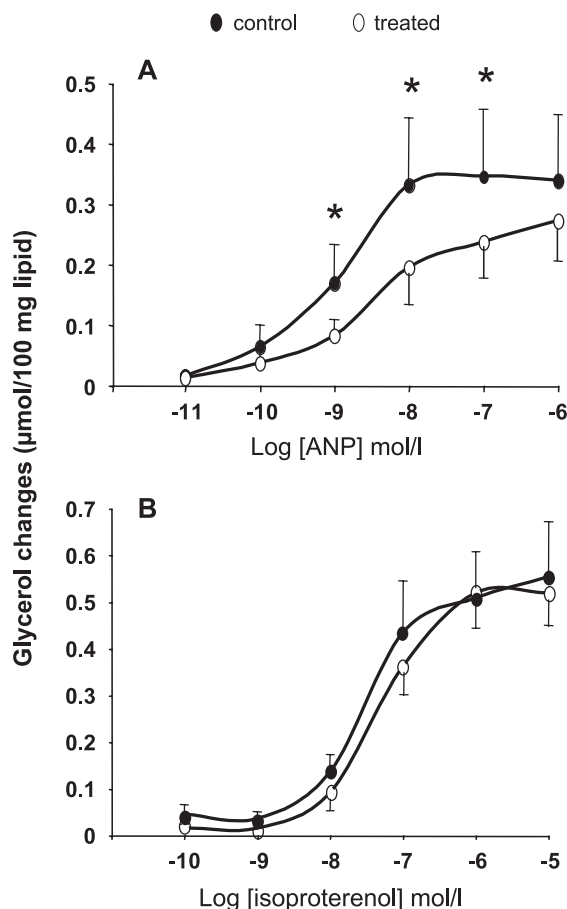 control treated
A
0.5
*
*
0.4
*
0.3
0.2
0.1
0
-11 -10 -9 -8 -7 -6
Log [ANP] mol/l
Glycerol changes (µmol/100 mg lipid)
B
0.7
0.6
0.5
0.4
0.3
0.2
0.1
0
-10 -9 -8 -7 -6 -5
Log [isoproterenol] mol/l